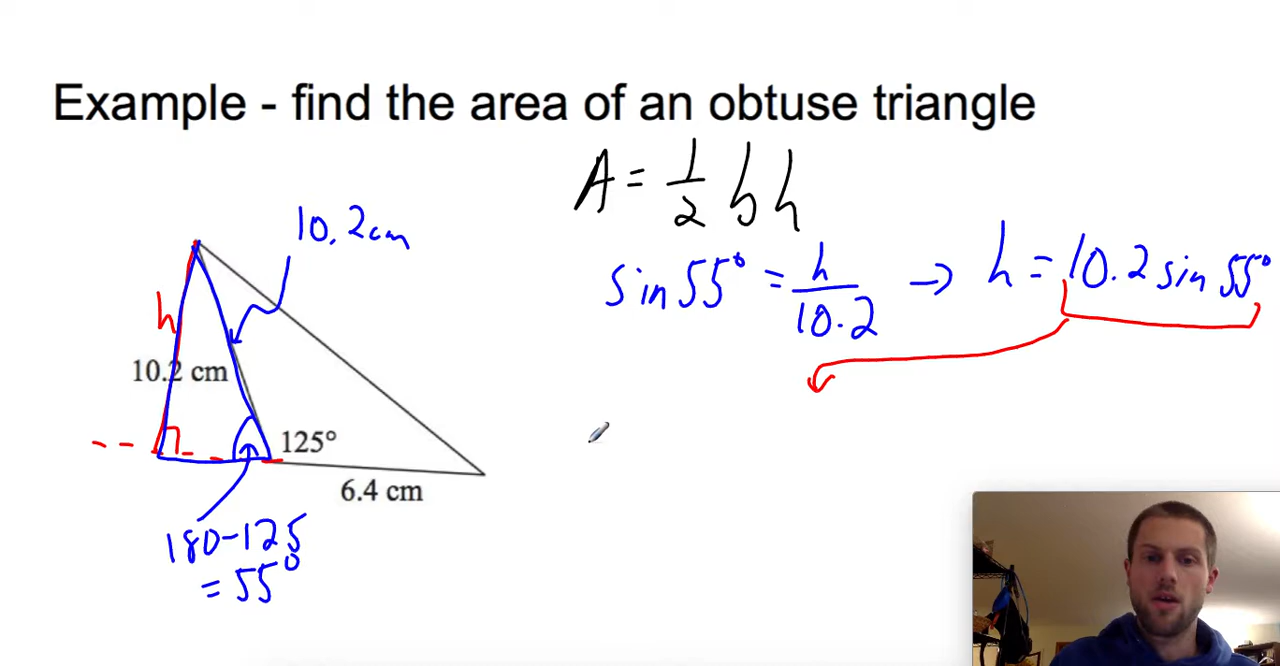 Example - find the area of an obtuse triangle
A = 1/2 b h
10.2cm
sin 55° = h/10.2 → h = 10.2 sin 55°
h
10.2 cm
125°
6.4 cm
180-125
= 55°